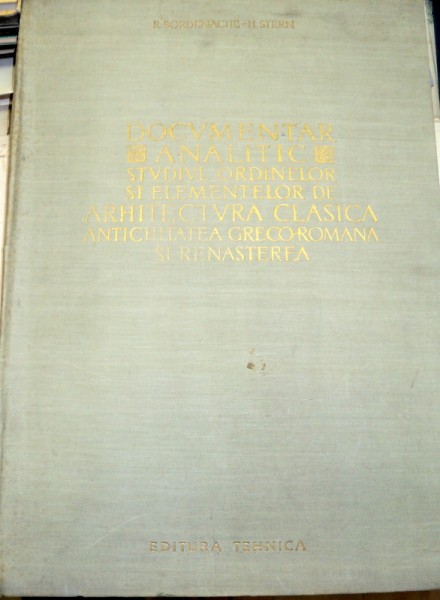 R. BORDENACHE · H. STERN
DOCVMENTAR
ANALITIC
STVDIVL ORDINELOR
SI ELEMENTELOR DE
ARHITECTVRA CLASICA
ANTICHITATEA GRECO-ROMANA
SI RENASTEREA
EDITURA TEHNICA